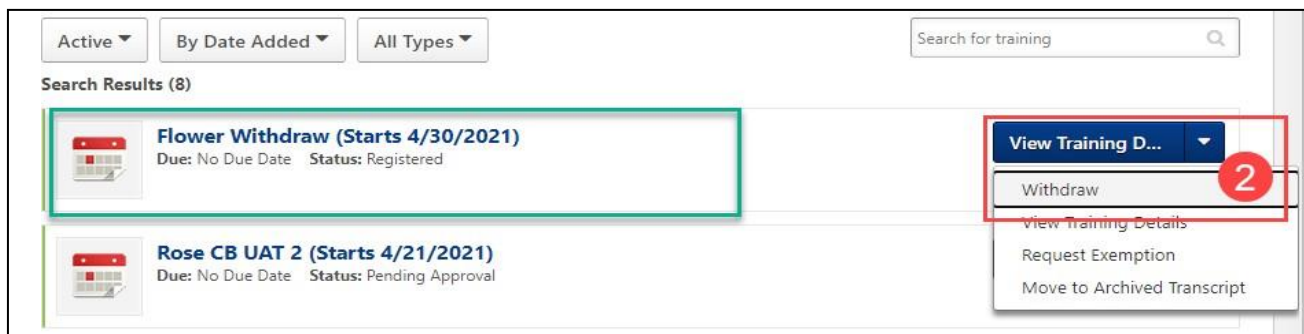 Active By Date Added All Types Search for training
Search Results (8)
Flower Withdraw (Starts 4/30/2021)
Due: No Due Date Status: Registered
View Training D...
Withdraw
2
View Training Details
Request Exemption
Move to Archived Transcript
Rose CB UAT 2 (Starts 4/21/2021)
Due: No Due Date Status: Pending Approval